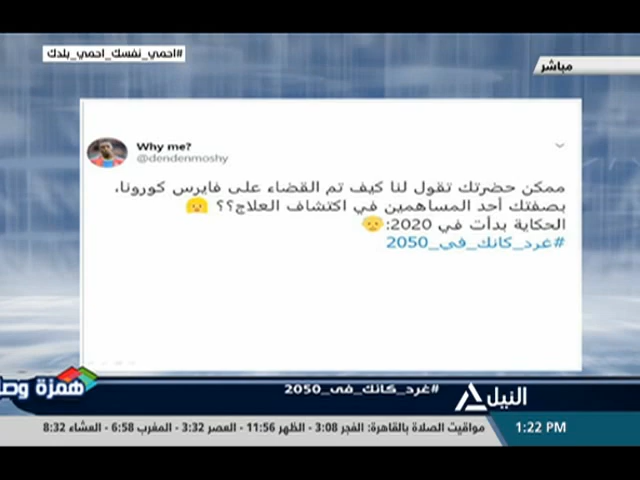 #احمي_نفسك_احمي_بلدك
مباشر
Why me?
@dendenmoshy
ممكن حضرتك تقول لنا كيف تم القضاء على فايرس كورونا،
بصفتك أحد المساهمين في اكتشاف العلاج؟؟
الحكاية بدأت في 2020:
#غرد_كانك_فى_2050
همزة وصل
#غرد_كانك_فى_2050
النيل
مواقيت الصلاة بالقاهرة: الفجر 3:08 - الظهر 11:56 - العصر 3:32 - المغرب 6:58 - العشاء 8:32
1:22 PM